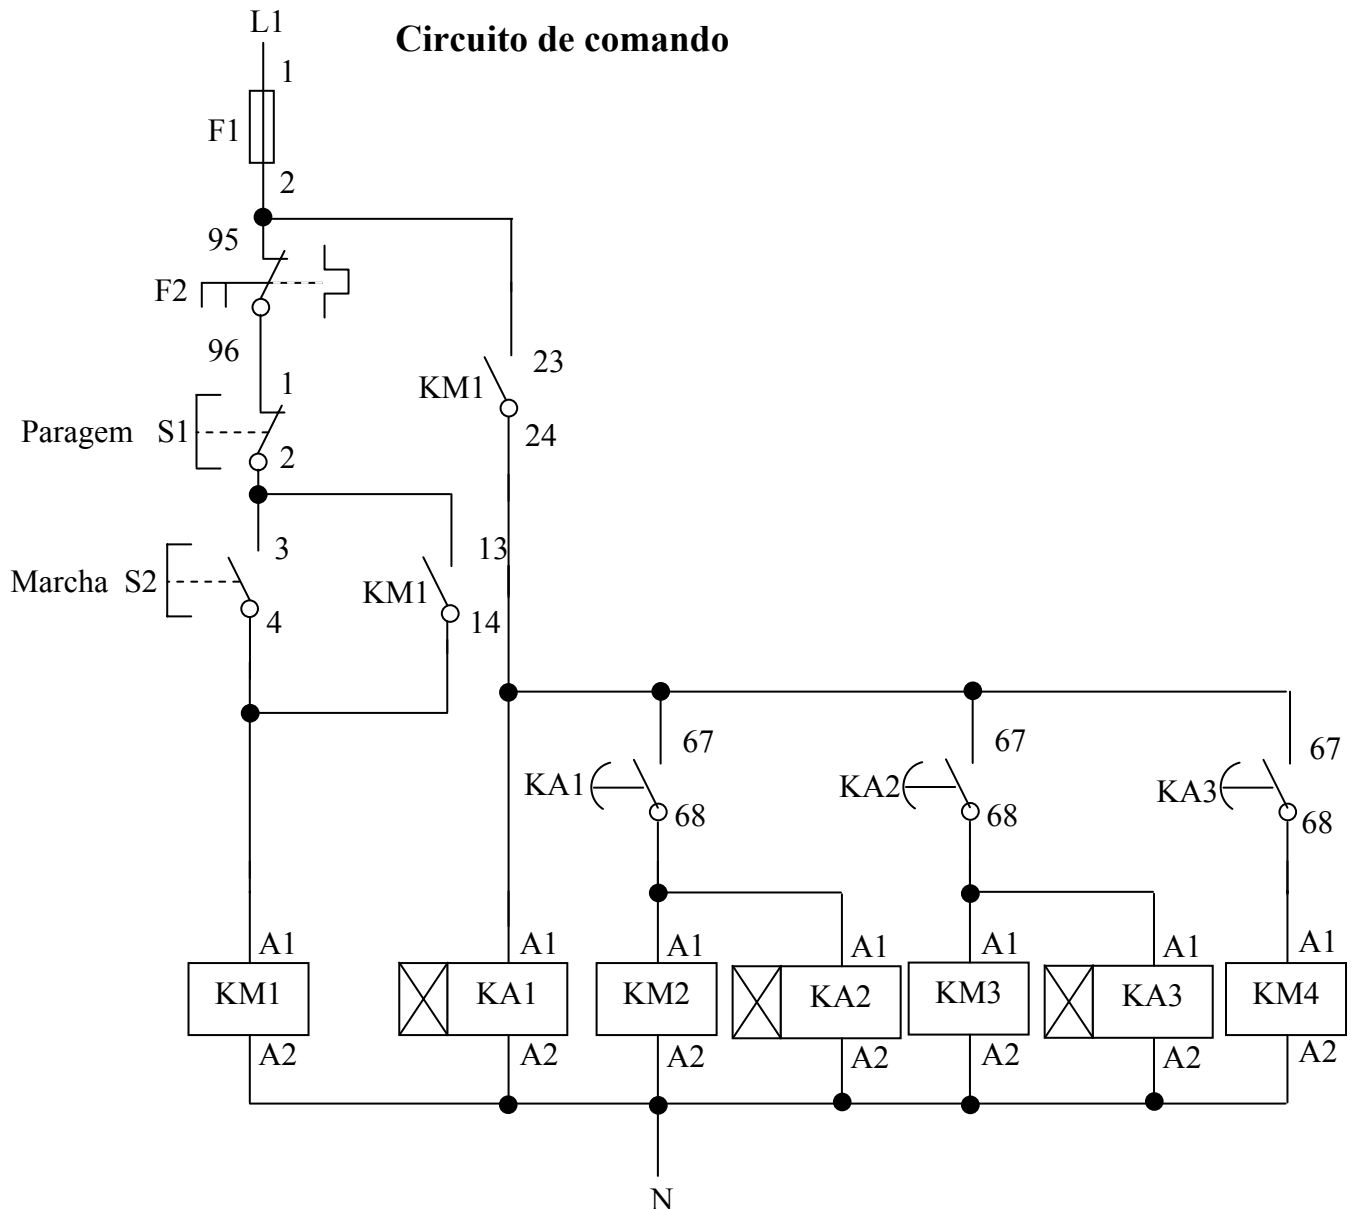 L1
Circuito de comando
1
F1
2
95
F2
96
23
KM1
24
1
Paragem S1
2
3
13
Marcha S2
KM1
4
14
67
67
67
KA1
KA2
KA3
68
68
68
A1
A1
A1
A1
A1
A1
A1
KM1
KA1
KM2
KA2
KM3
KA3
KM4
A2
A2
A2
A2
A2
A2
A2
N